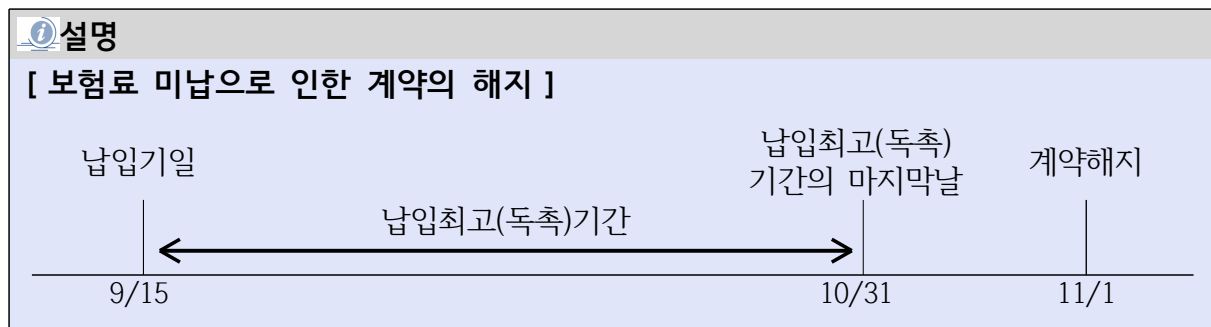 설명
[ 보험료 미납으로 인한 계약의 해지 ]
납입기일
납입최고(독촉)
기간의 마지막날
계약해지
납입최고(독촉)기간
9/15
10/31
11/1